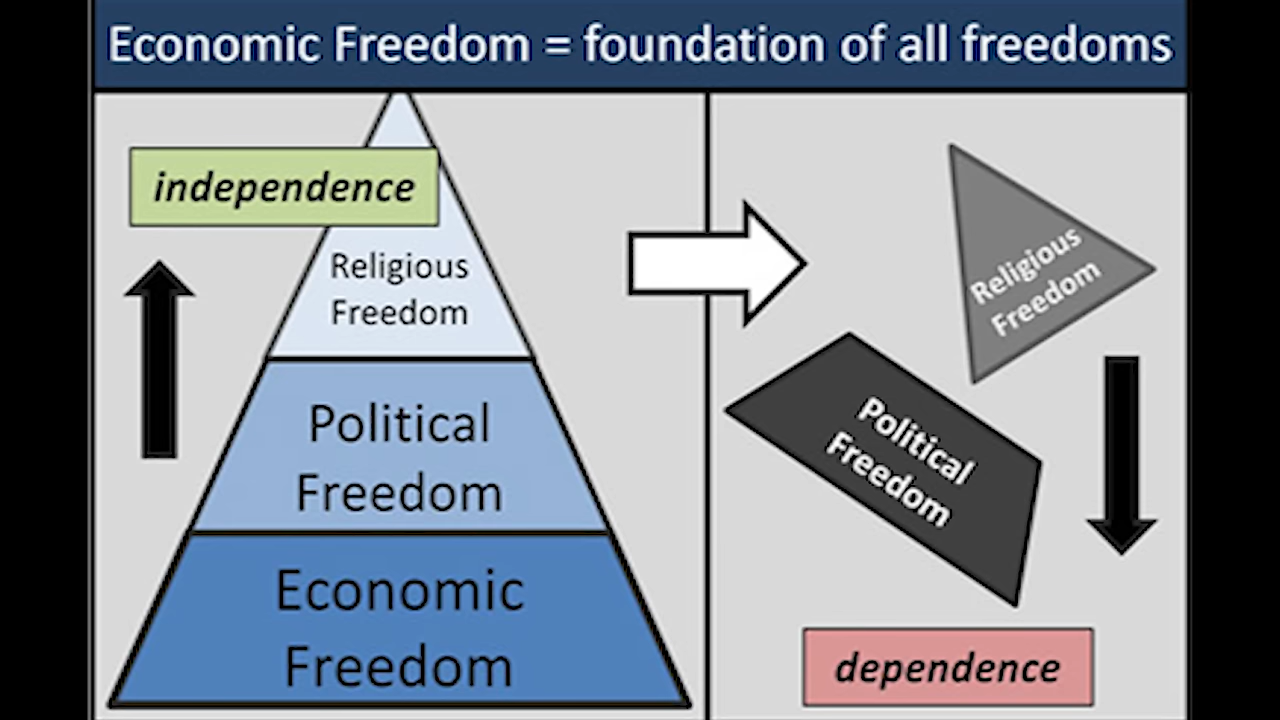 Economic Freedom = foundation of all freedoms
independence
Religious
Freedom
Political
Freedom
Economic
Freedom
Religious
Freedom
Political
Freedom
dependence